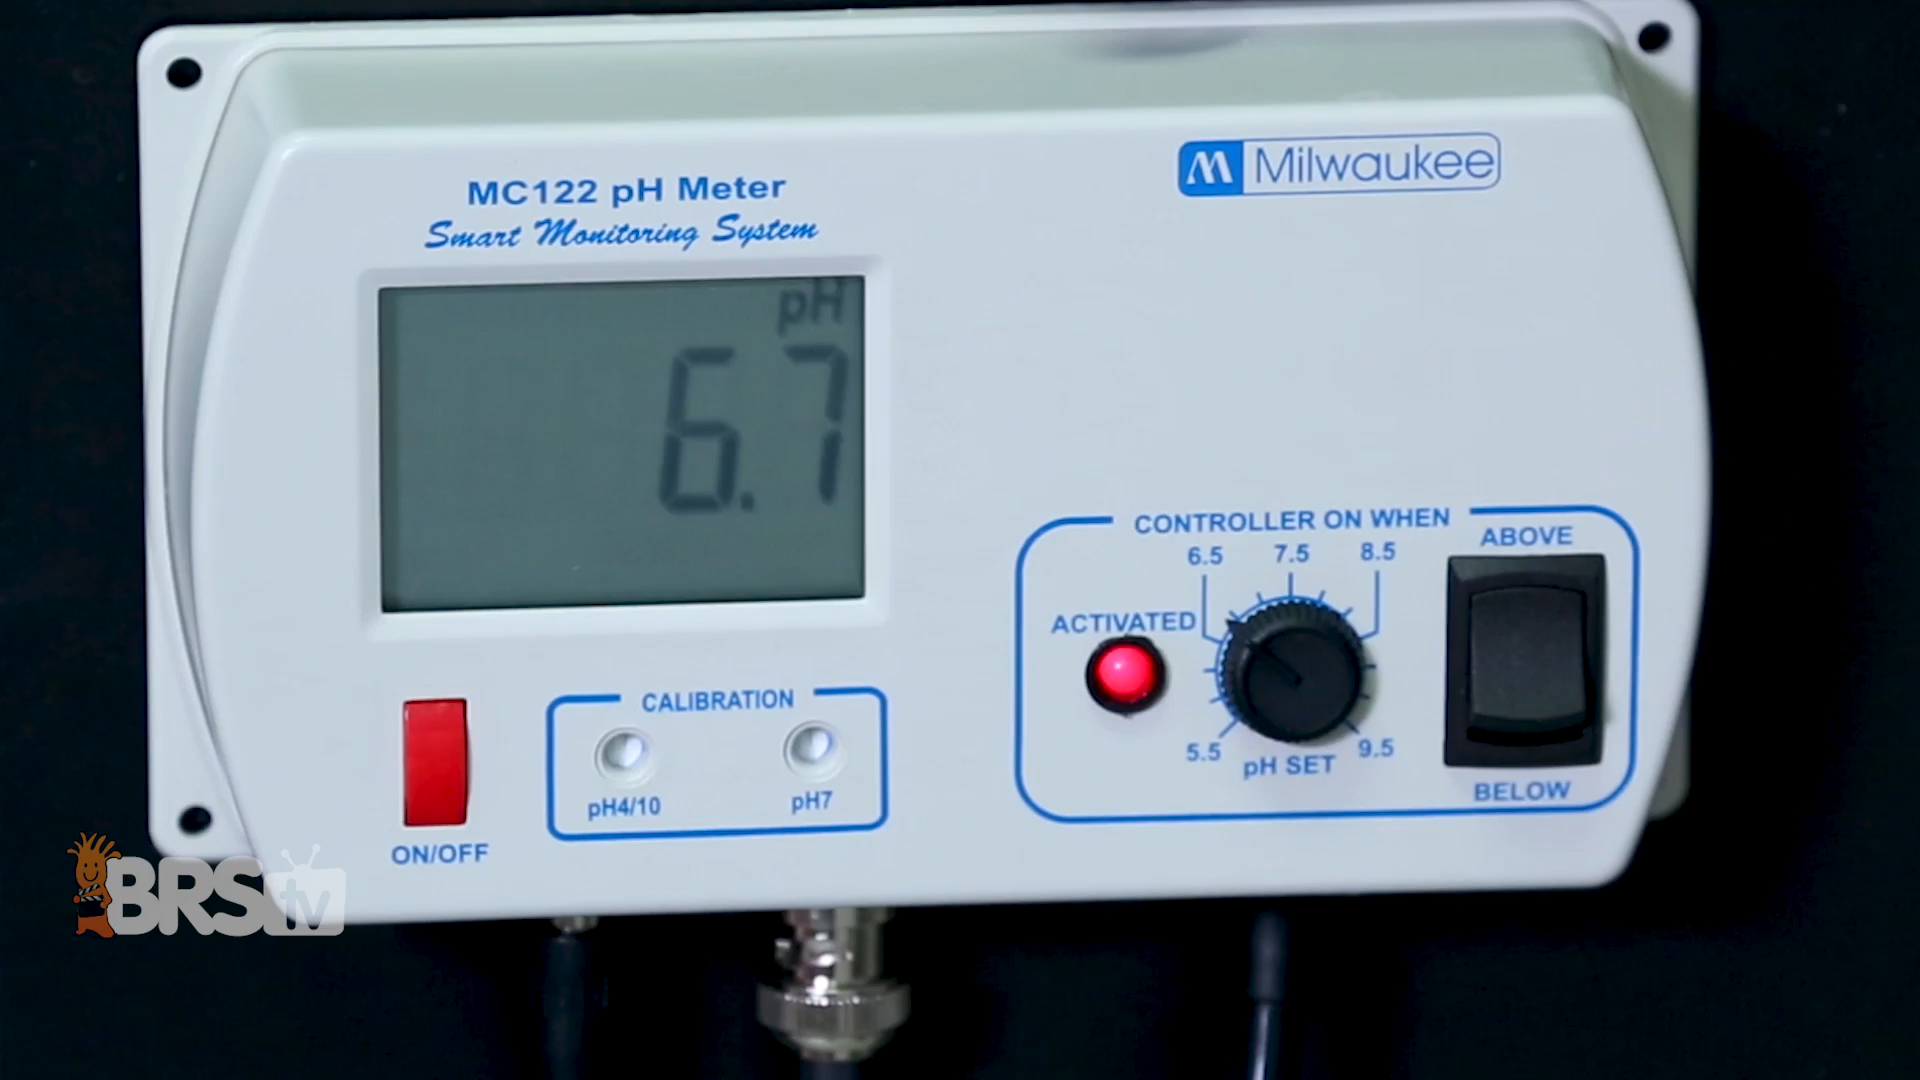 Milwaukee
MC122 pH Meter
Smart Monitoring System
pH
6.7
CONTROLLER ON WHEN
ABOVE
6.5 7.5 8.5
ACTIVATED
5.5 9.5
pH SET
BELOW
CALIBRATION
pH4/10 pH7
ON/OFF
BRS tv